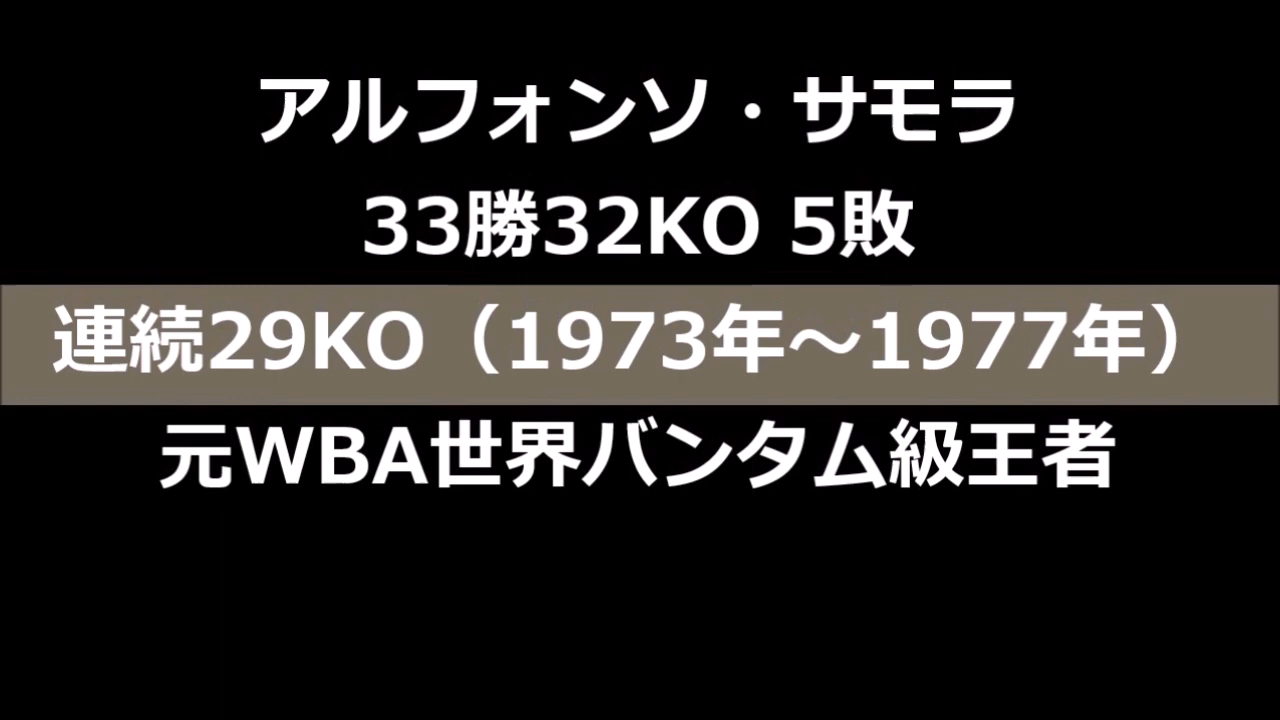 アルフォンソ・サモラ
33勝32KO 5敗
連続29KO（1973年～1977年）
元WBA世界バンタム級王者